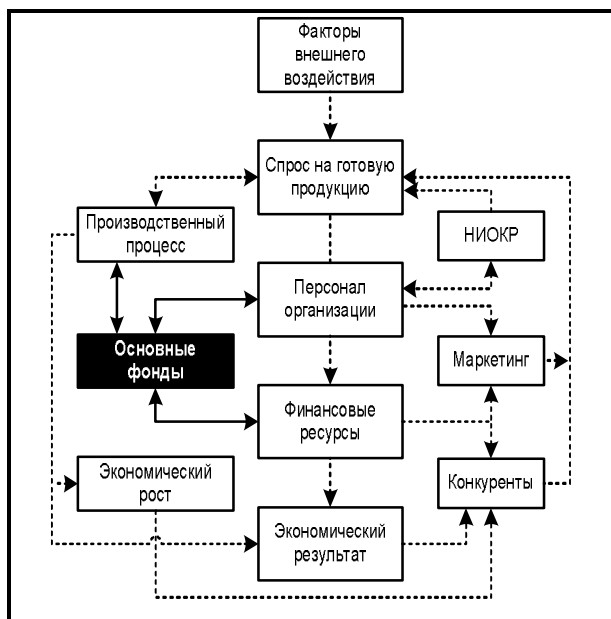 Факторы
внешнего
воздействия
Спрос на готовую
продукцию
Производственный
процесс
НИОКР
Персонал
организации
Основные
фонды
Маркетинг
Финансовые
ресурсы
Экономический
рост
Конкуренты
Экономический
результат